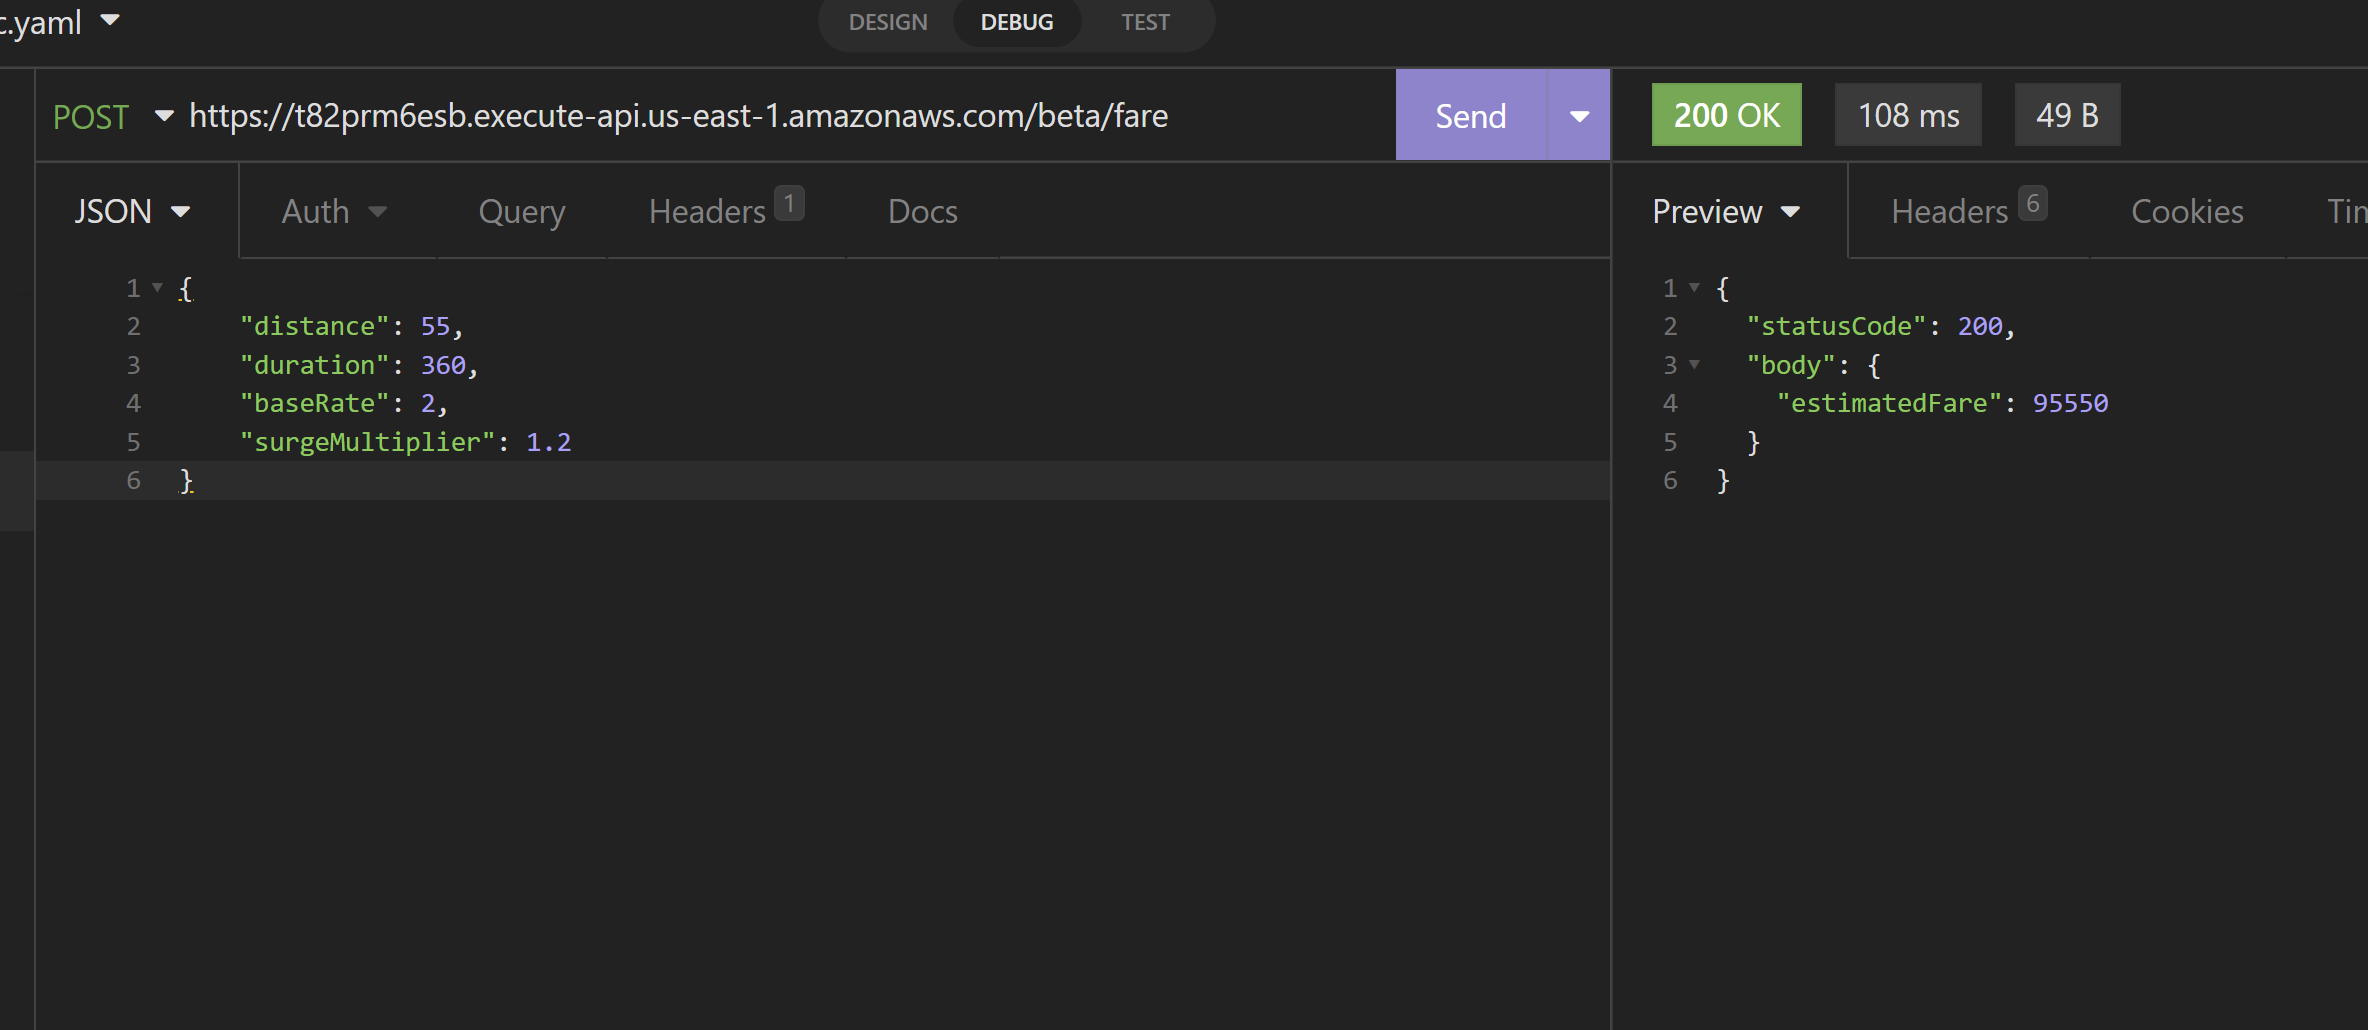 c.yaml
DESIGN DEBUG TEST
POST https://t82prm6esb.execute-api.us-east-1.amazonaws.com/beta/fare Send
200 OK 108 ms 49 B
JSON Auth Query Headers 1 Docs
1 {
2 "distance": 55,
3 "duration": 360,
4 "baseRate": 2,
5 "surgeMultiplier": 1.2
6 }
Preview Headers 6 Cookies Tim
1 {
2 "statusCode": 200,
3 "body": {
4 "estimatedFare": 95550
5 }
6 }